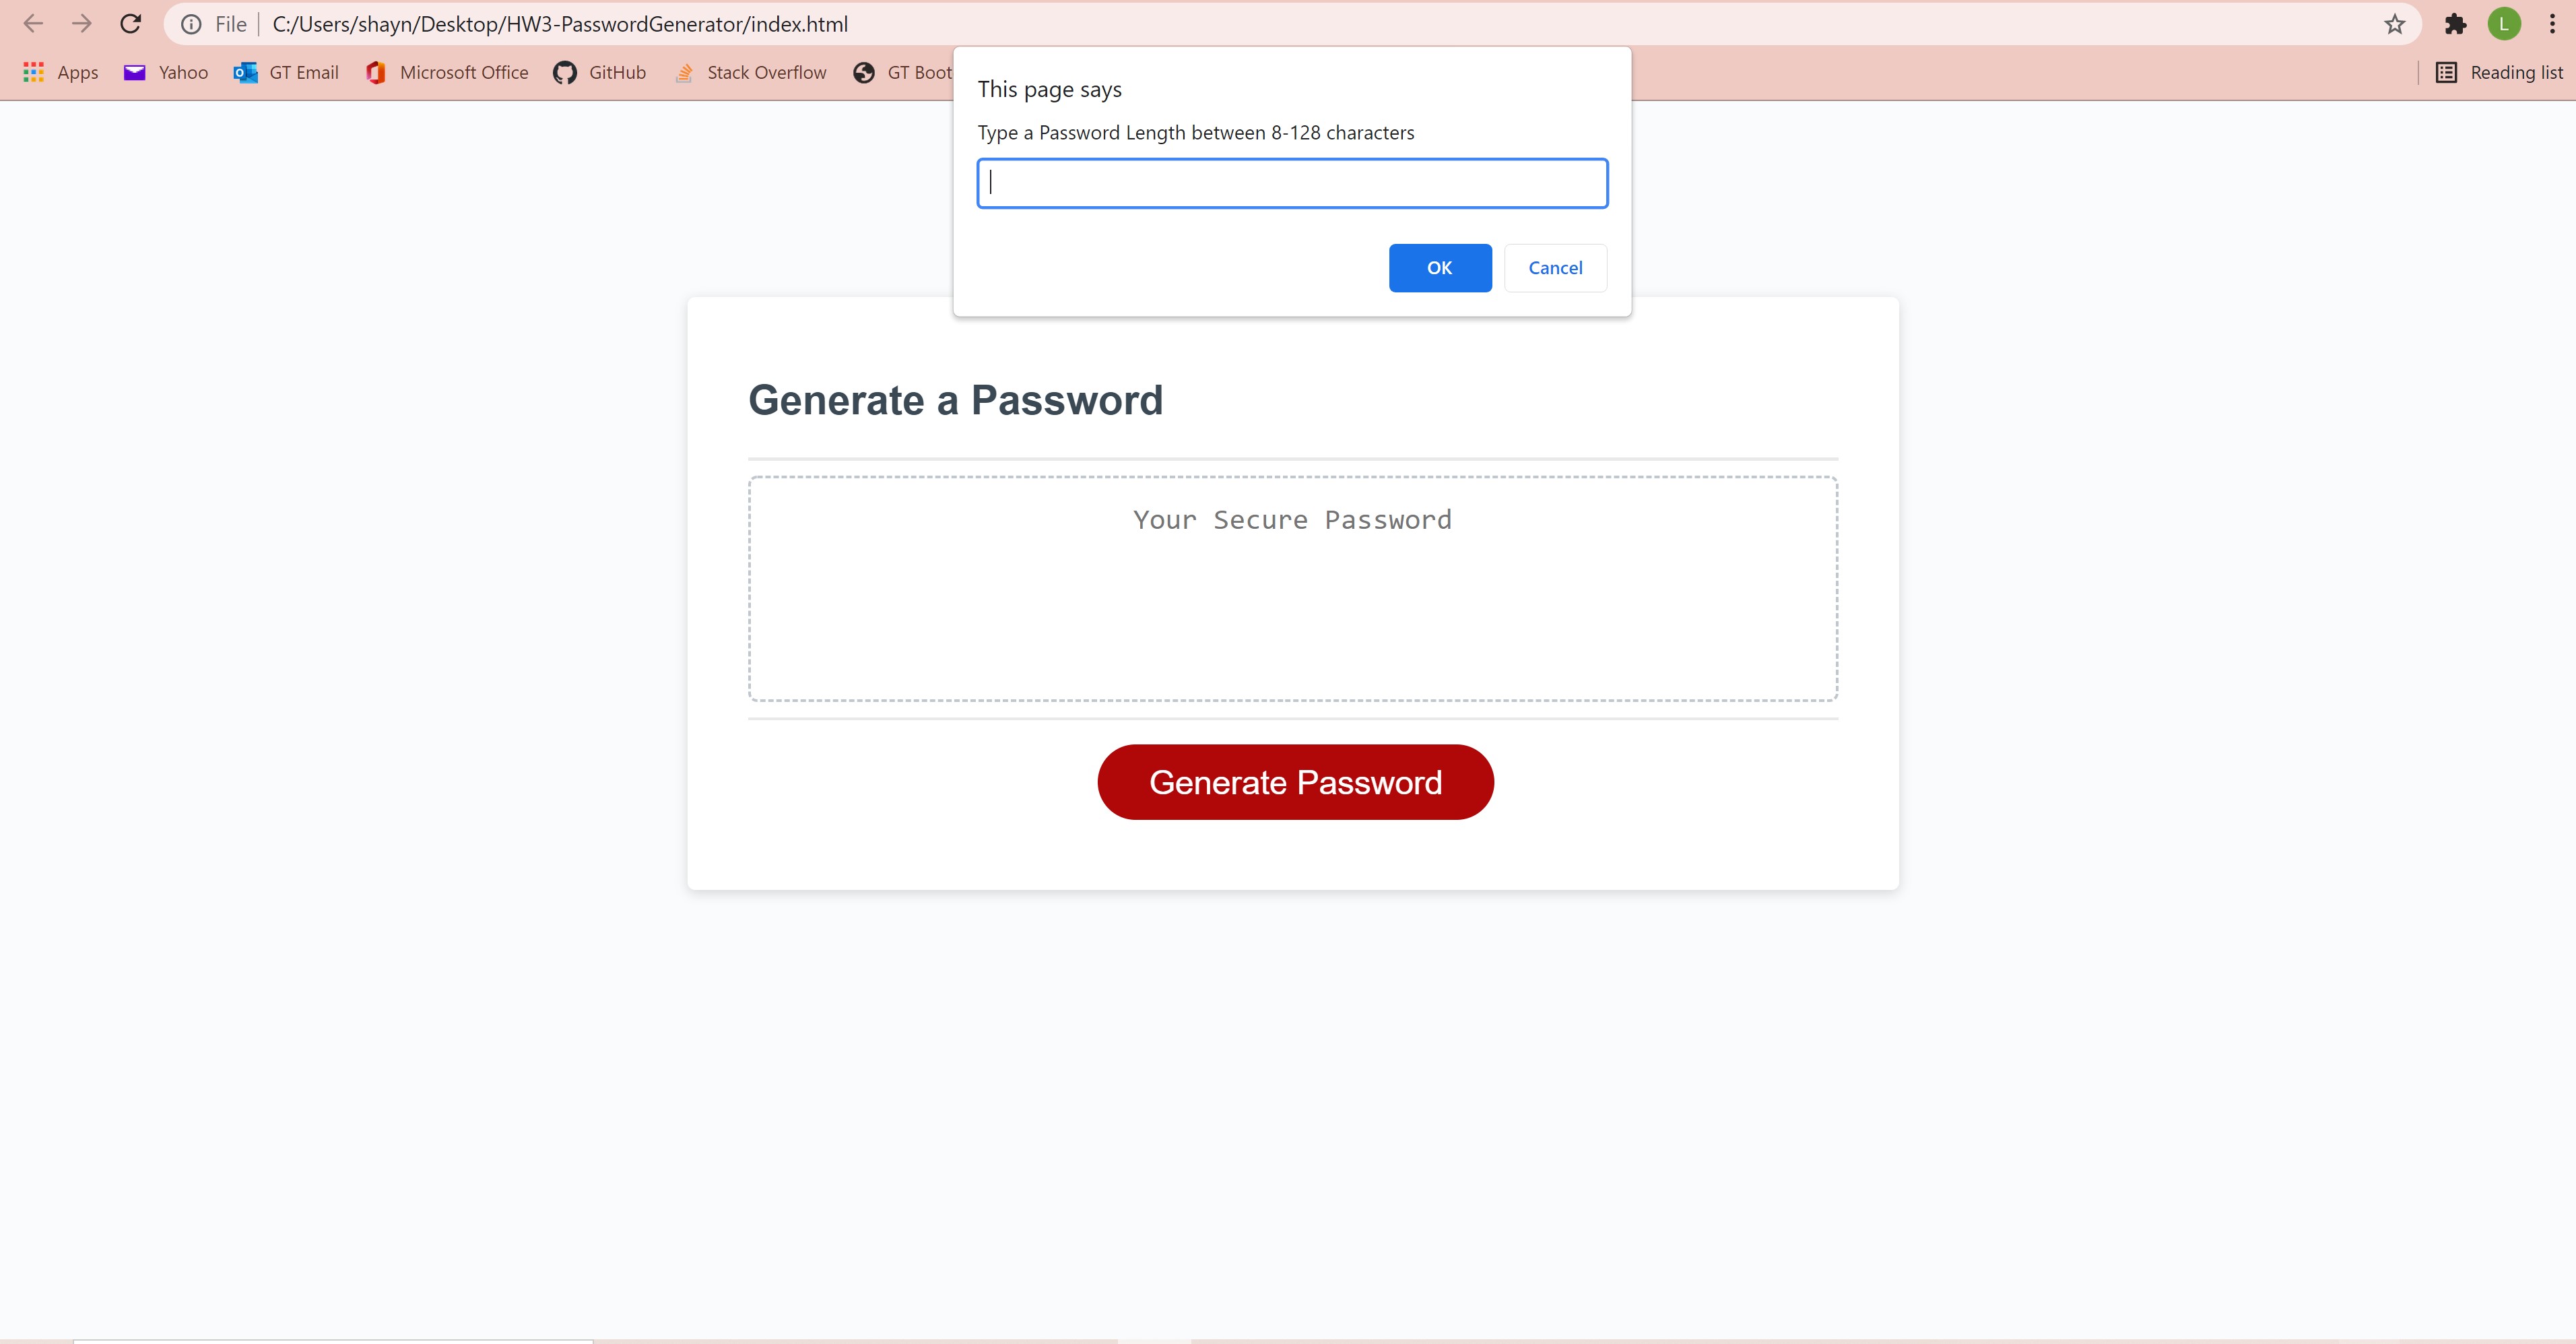 File C:/Users/shayn/Desktop/HW3-PasswordGenerator/index.html L
Apps Yahoo GT Email Microsoft Office GitHub Stack Overflow GT Boot Reading list
This page says
Type a Password Length between 8-128 characters
OK Cancel
Generate a Password
Your Secure Password
Generate Password